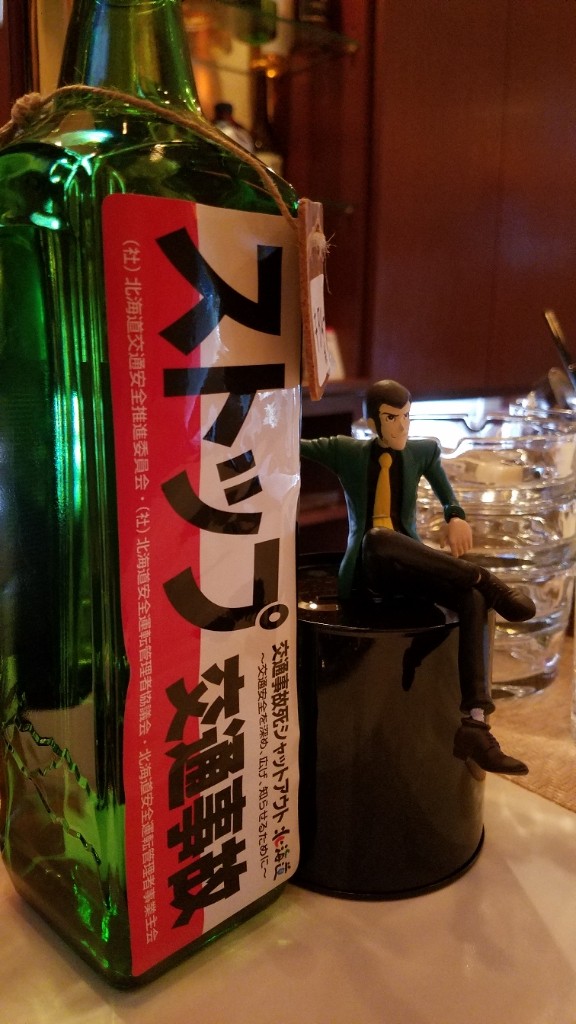 ストップ交通事故
交通事故死シャットアウト北海道
~交通安全を深め、広げ、知らせるために~
(社)北海道交通安全推進委員会・(社)北海道安全運転管理者協議会・北海道安全運転管理者事業主会